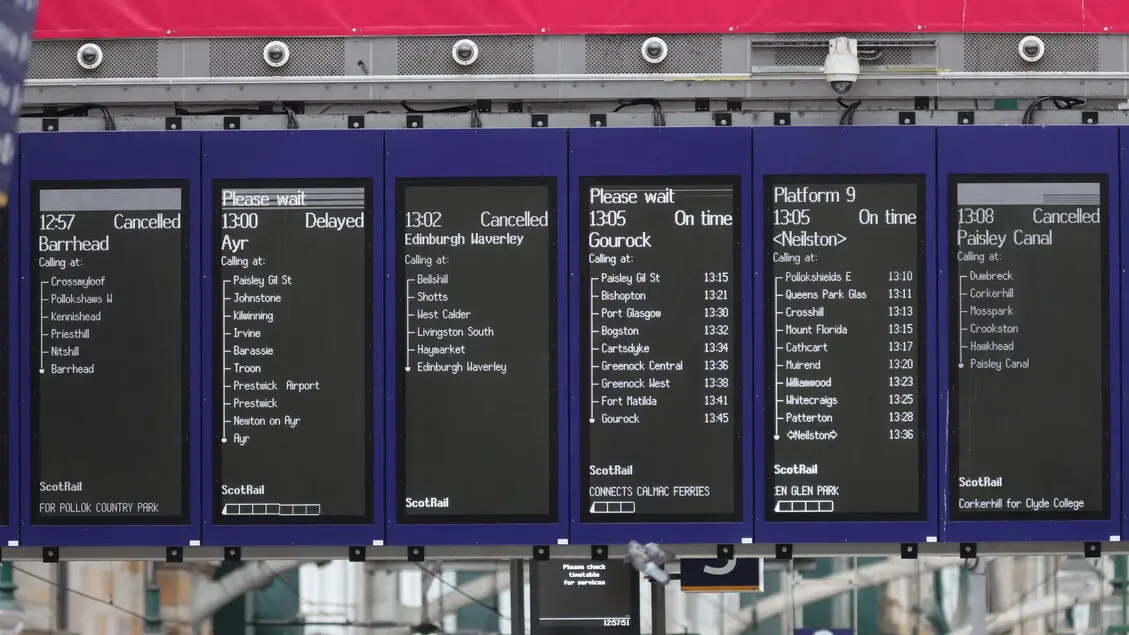 12:57 Cancelled
Barrhead
Calling at:
Crossmyloof
Pollokshaws W
Kennishead
Priesthill
Nitshill
Barrhead
ScotRail
FOR POLLOK COUNTRY PARK
Please wait
13:00 Delayed
Ayr
Calling at:
Paisley Gil St
Johnstone
Kilwinning
Irvine
Barassie
Troon
Prestwick Airport
Prestwick
Newton on Ayr
Ayr
ScotRail
13:02 Cancelled
Edinburgh Waverley
Calling at:
Bellshill
Shotts
West Calder
Livingston South
Haymarket
Edinburgh Waverley
ScotRail
Please wait
13:05 On time
Gourock
Calling at:
Paisley Gil St 13:15
Bishopton 13:21
Port Glasgow 13:30
Bogston 13:32
Cartsdyke 13:34
Greenock Central 13:36
Greenock West 13:38
Fort Matilda 13:41
Gourock 13:45
ScotRail
CONNECTS CALMAC FERRIES
Platform 9
13:05 On time
<Neilston>
Calling at:
Pollokshields E 13:10
Queens Park Glas 13:11
Crosshill 13:13
Mount Florida 13:15
Cathcart 13:17
Muirend 13:20
Williamwood 13:23
Whitecraigs 13:25
Patterton 13:28
<Neilston> 13:36
ScotRail
EN GLEN PARK
13:08 Cancelled
Paisley Canal
Calling at:
Dumbreck
Corkerhill
Mosspark
Crookston
Hawkhead
Paisley Canal
ScotRail
Corkerhill for Clyde College
Please check
timetable
for services
12:57:51